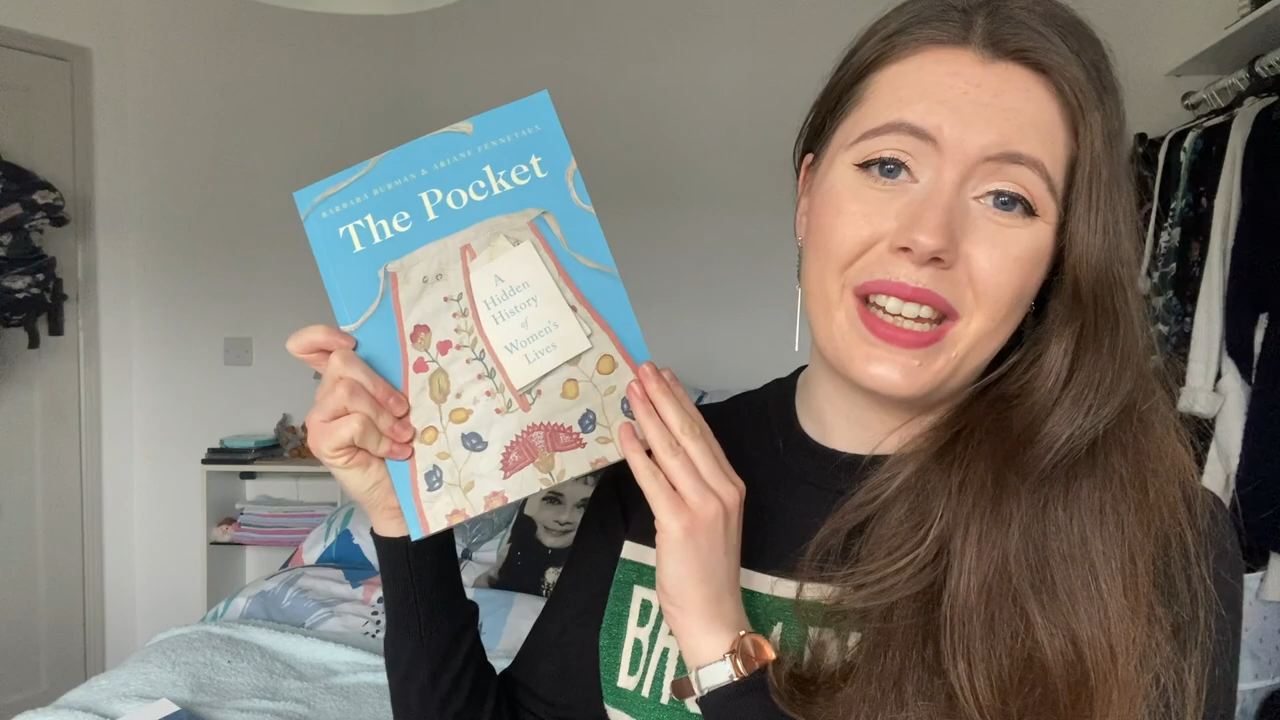 BARBARA BURMAN & ARIANE FENNETAUX
The Pocket
A
Hidden
History
of
Women's
Lives